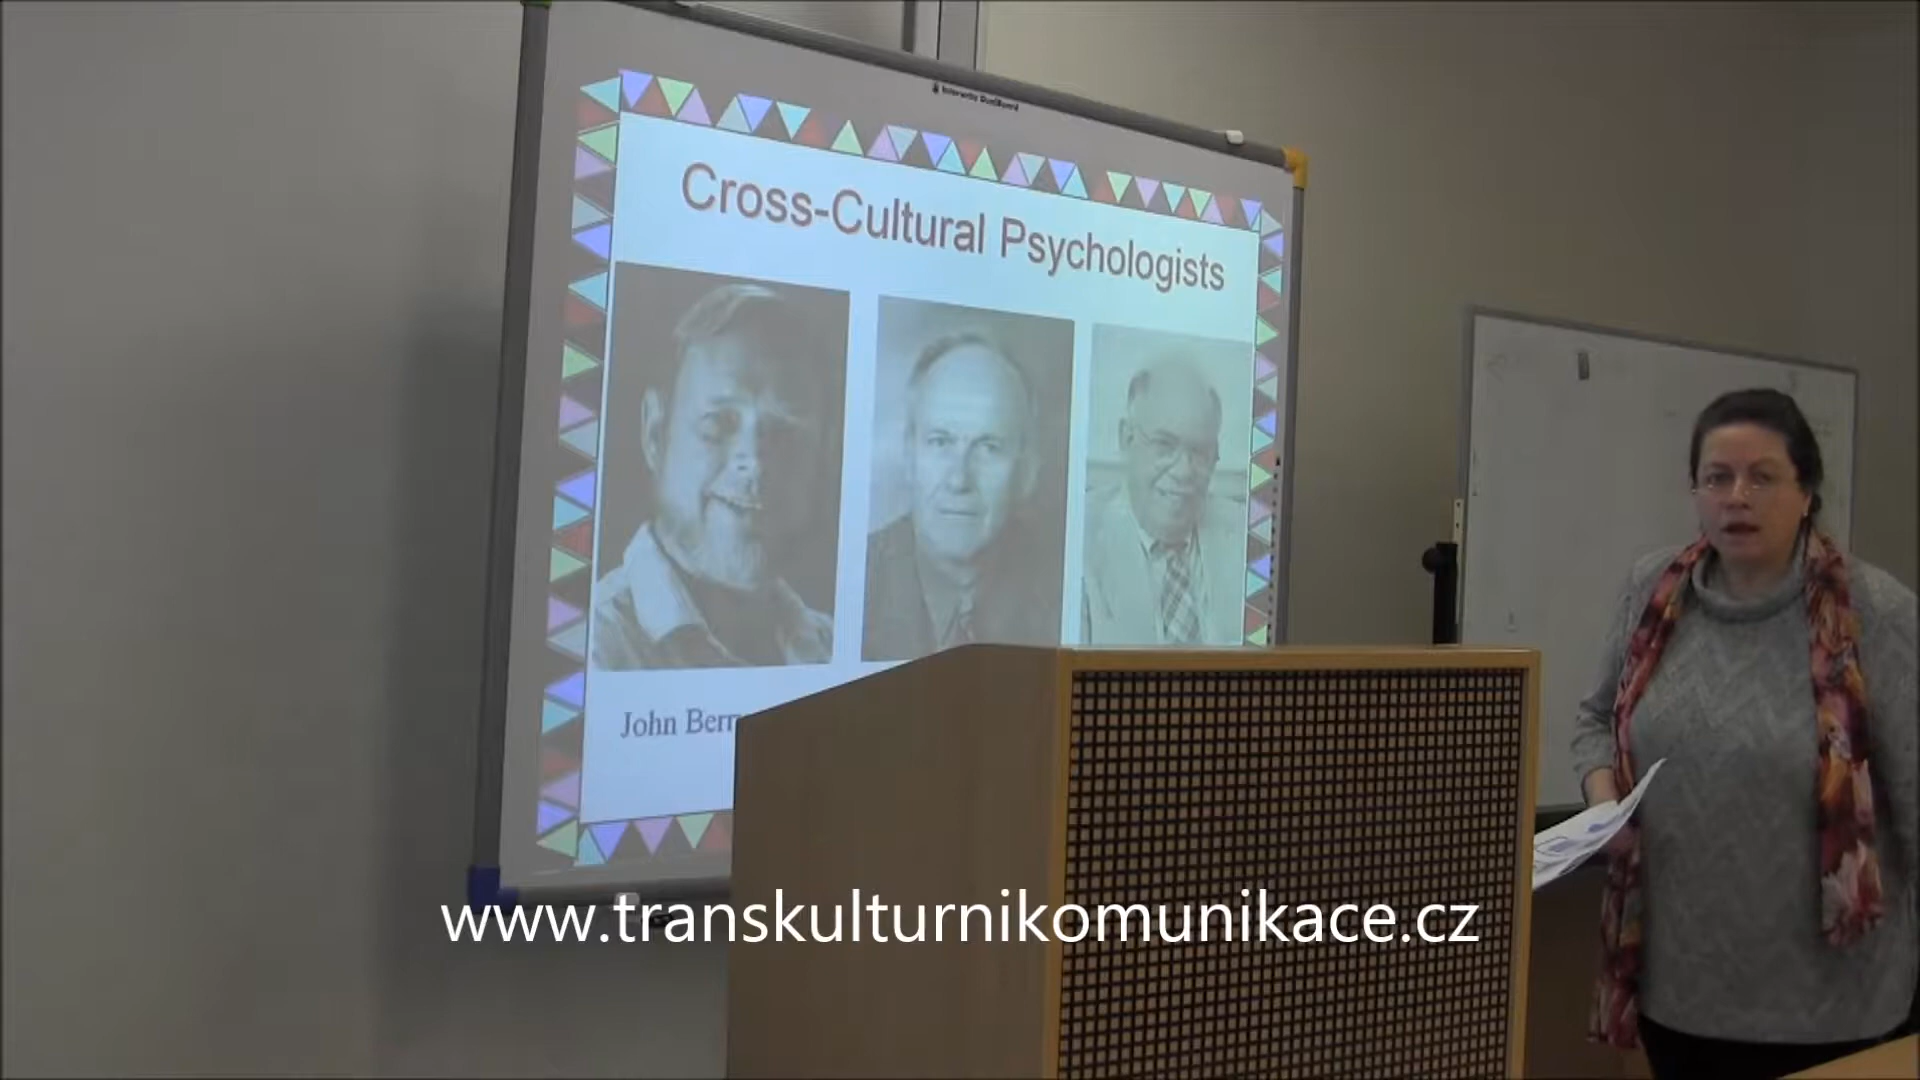 Cross-Cultural Psychologists
John Berr
www.transkulturnikomunikace.cz